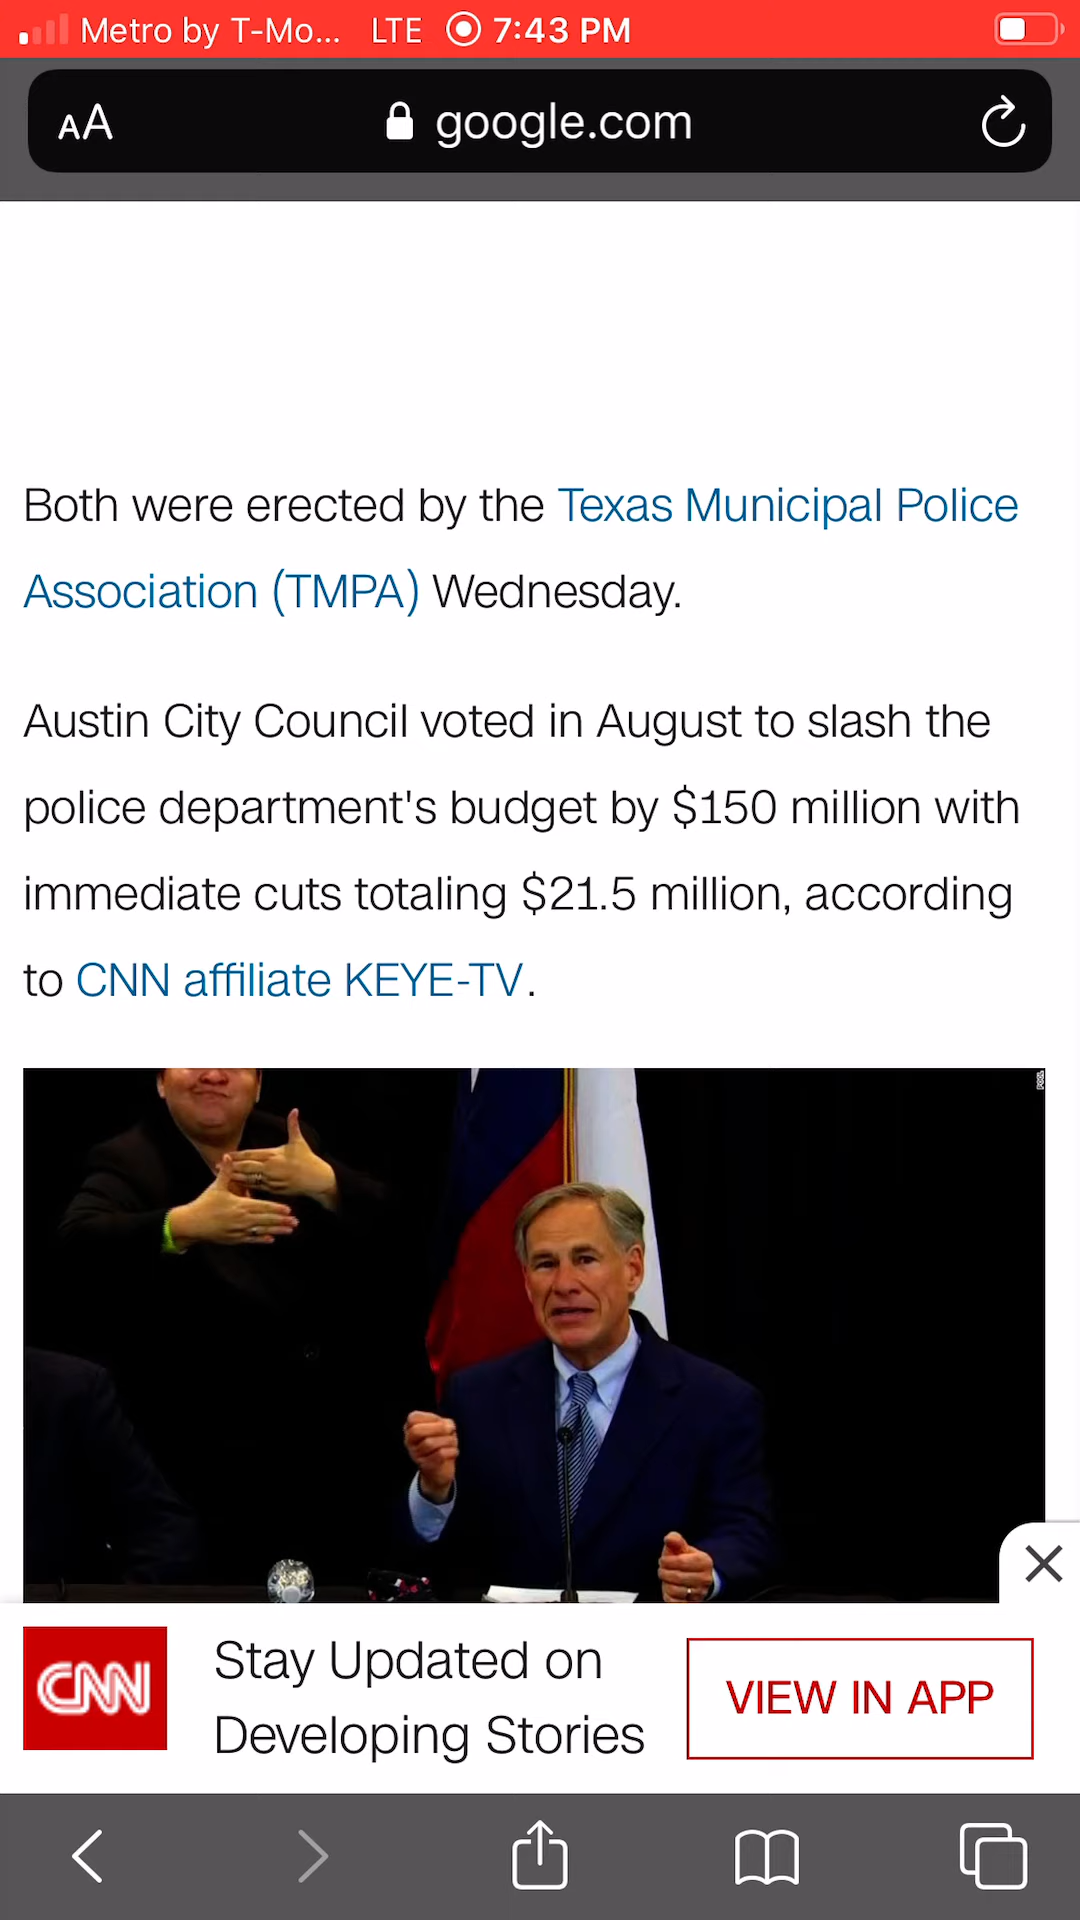 Metro by T-Mo... LTE 7:43 PM
AA google.com
Both were erected by the Texas Municipal Police
Association (TMPA) Wednesday.
Austin City Council voted in August to slash the
police department's budget by $150 million with
immediate cuts totaling $21.5 million, according
to CNN affiliate KEYE-TV.
CNN
Stay Updated on
Developing Stories
VIEW IN APP